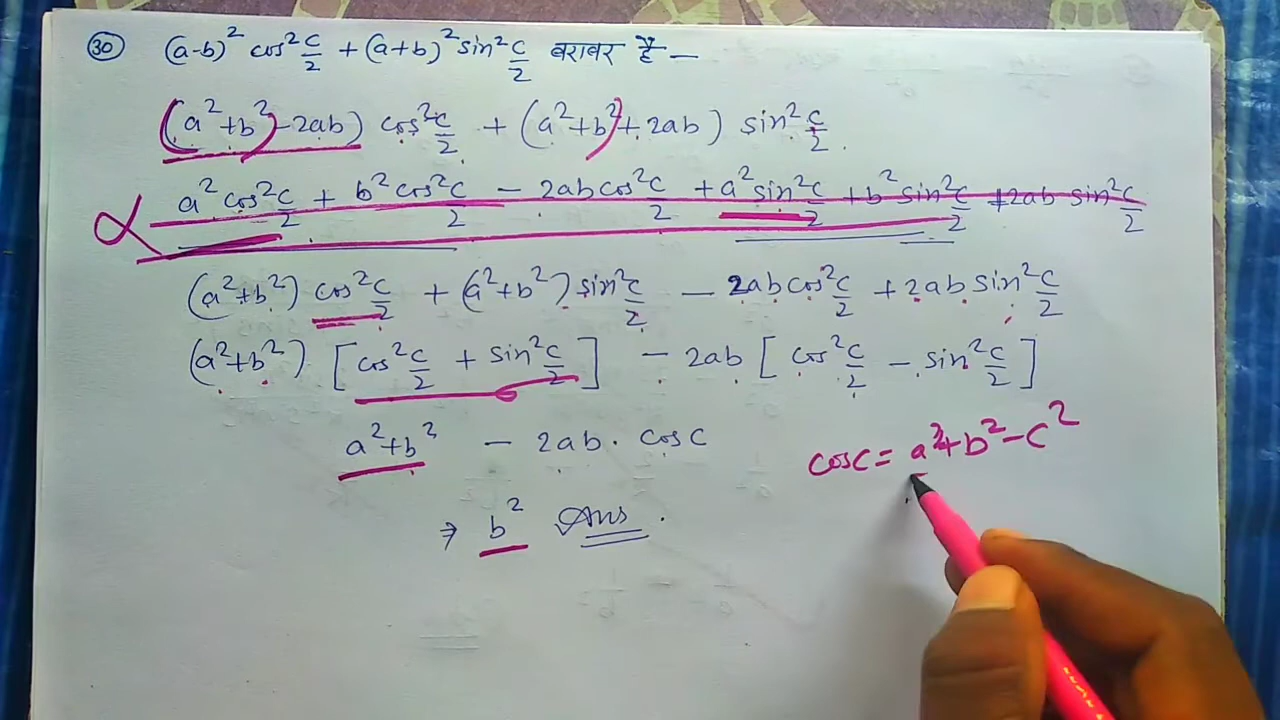 30 (a-b)² cos² C/2 + (a+b)² sin² C/2 बराबर है —
(a²+b²-2ab) cos² C/2 + (a²+b²+2ab) sin² C/2
a² cos² C/2 + b² cos² C/2 - 2ab cos² C/2 + a² sin² C/2 + b² sin² C/2 + 2ab sin² C/2
(a²+b²) cos² C/2 + (a²+b²) sin² C/2 - 2ab cos² C/2 + 2ab sin² C/2
(a²+b²) [cos² C/2 + sin² C/2] - 2ab [cos² C/2 - sin² C/2]
a²+b² - 2ab. cosc
cosc = a²+b²-c²
⇒ b² Ans.